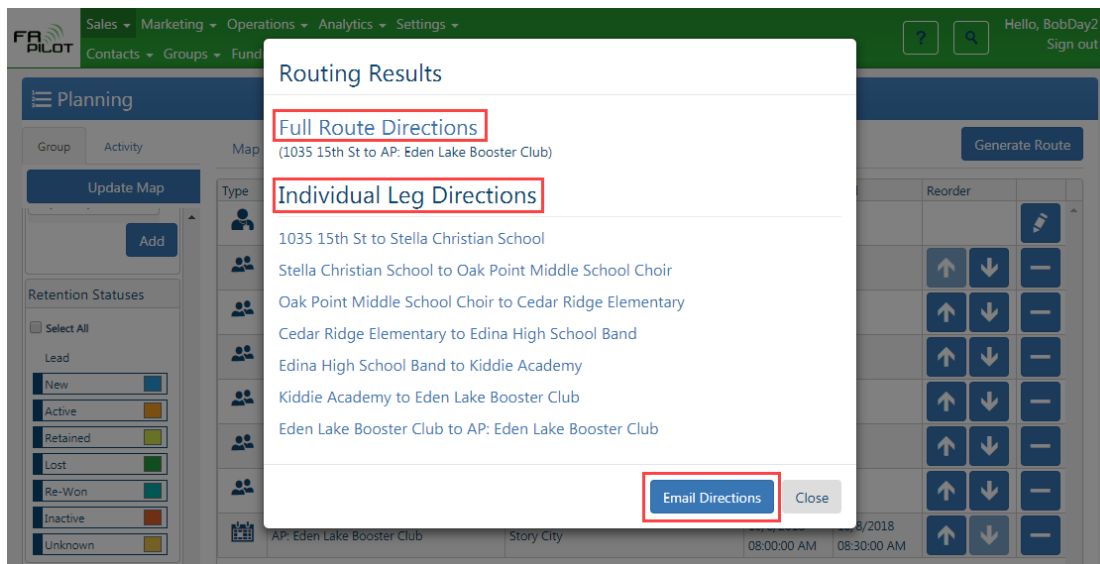 FA PILOT
Sales Marketing Operations Analytics Settings
Contacts Groups Fund
?
Hello, BobDay2
Sign out
Planning
Group Activity
Update Map
Add
Retention Statuses
Select All
Lead
New
Active
Retained
Lost
Re-Won
Inactive
Unknown
Map
Generate Route
Type
Reorder
Routing Results
Full Route Directions
(1035 15th St to AP: Eden Lake Booster Club)
Individual Leg Directions
1035 15th St to Stella Christian School
Stella Christian School to Oak Point Middle School Choir
Oak Point Middle School Choir to Cedar Ridge Elementary
Cedar Ridge Elementary to Edina High School Band
Edina High School Band to Kiddie Academy
Kiddie Academy to Eden Lake Booster Club
Eden Lake Booster Club to AP: Eden Lake Booster Club
Email Directions Close
AP: Eden Lake Booster Club Story City
08:00:00 AM 08:30:00 AM